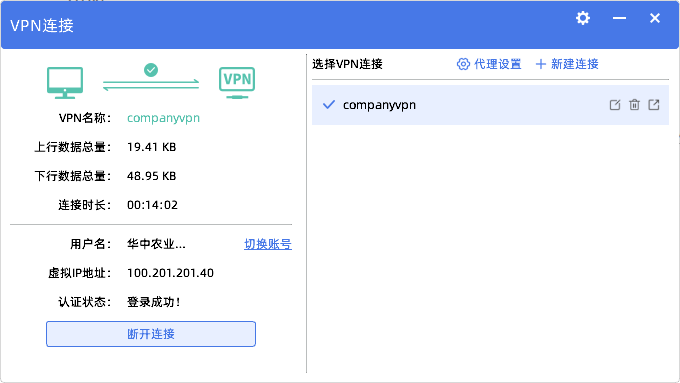 VPN连接
VPN
VPN名称： companyvpn
上行数据总量： 19.41 KB
下行数据总量： 48.95 KB
连接时长： 00:14:02
用户名： 华中农业... 切换账号
虚拟IP地址： 100.201.201.40
认证状态： 登录成功！
断开连接
选择VPN连接 代理设置 新建连接
companyvpn